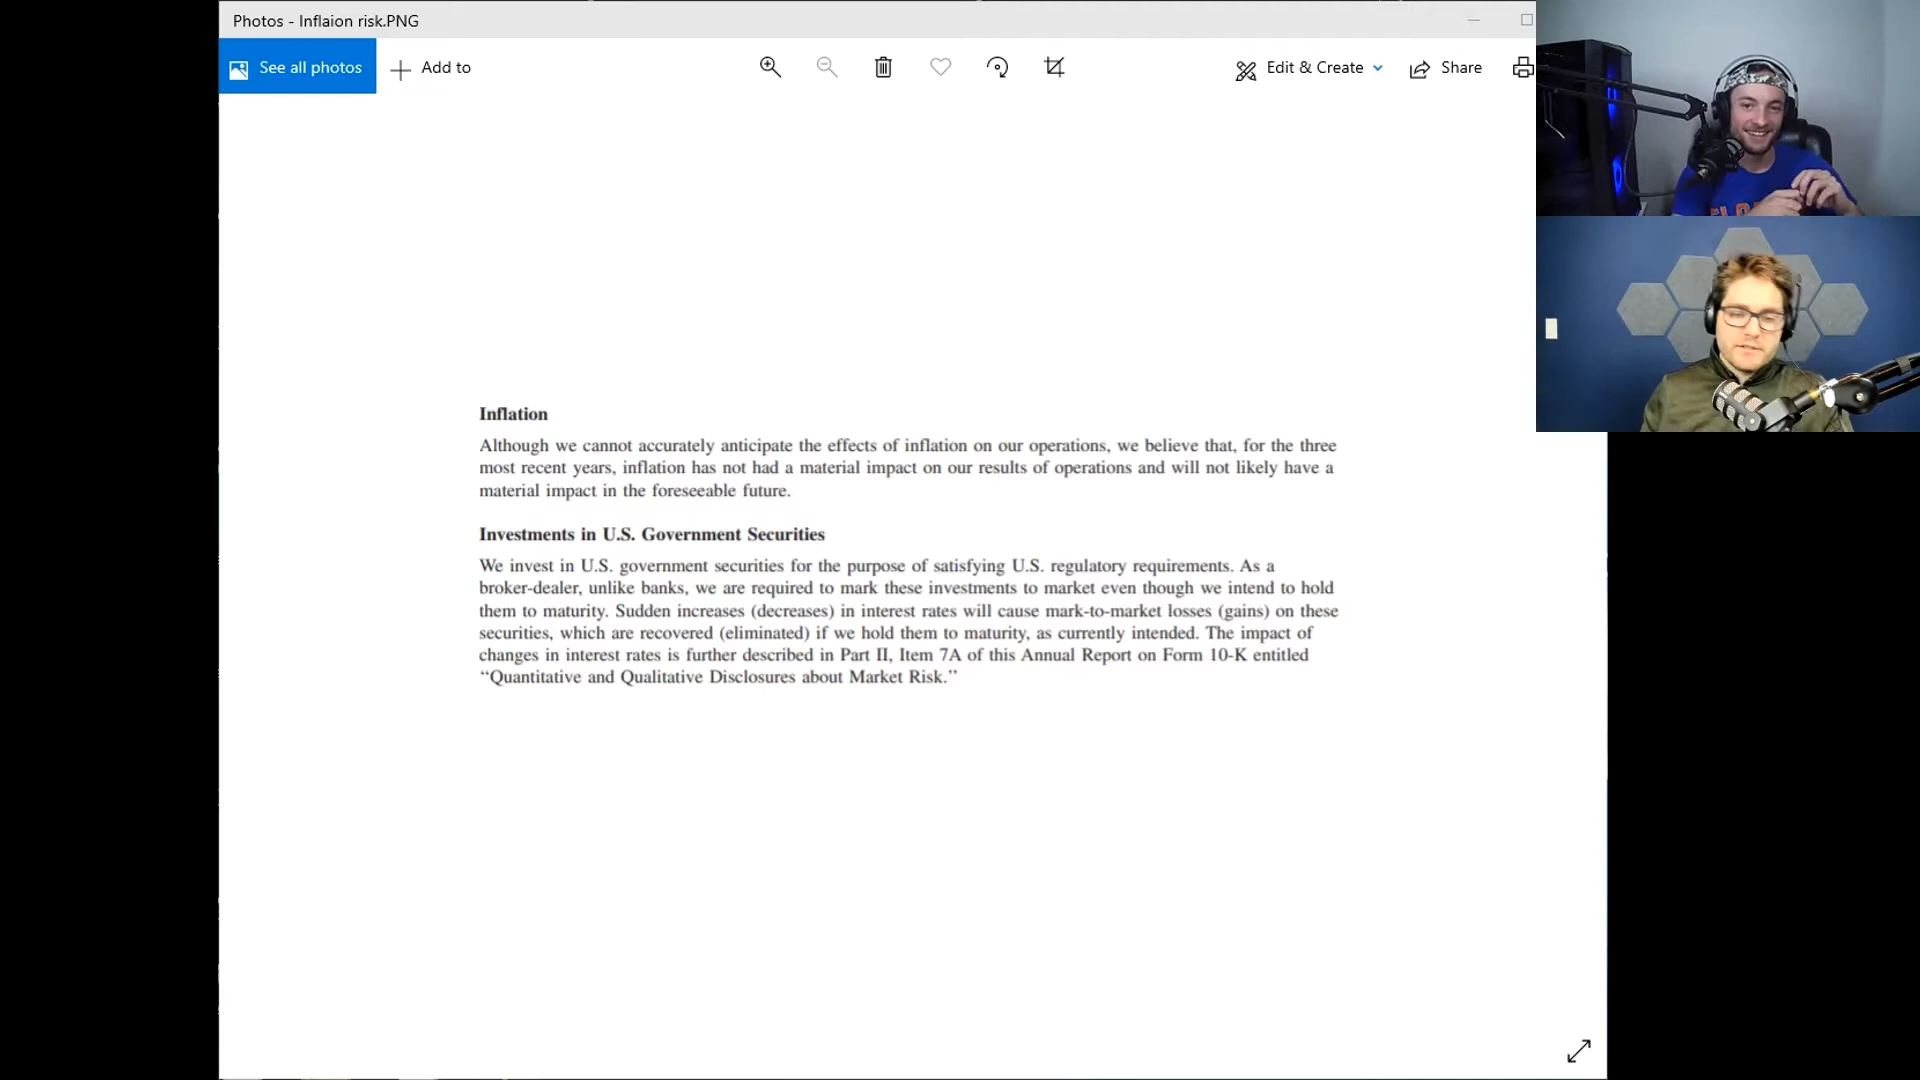 Photos - Inflaion risk.PNG
See all photos
Add to
Edit & Create
Share
Inflation
Although we cannot accurately anticipate the effects of inflation on our operations, we believe that, for the three
most recent years, inflation has not had a material impact on our results of operations and will not likely have a
material impact in the foreseeable future.
Investments in U.S. Government Securities
We invest in U.S. government securities for the purpose of satisfying U.S. regulatory requirements. As a
broker-dealer, unlike banks, we are required to mark these investments to market even though we intend to hold
them to maturity. Sudden increases (decreases) in interest rates will cause mark-to-market losses (gains) on these
securities, which are recovered (eliminated) if we hold them to maturity, as currently intended. The impact of
changes in interest rates is further described in Part II, Item 7A of this Annual Report on Form 10-K entitled
‘‘Quantitative and Qualitative Disclosures about Market Risk.’’